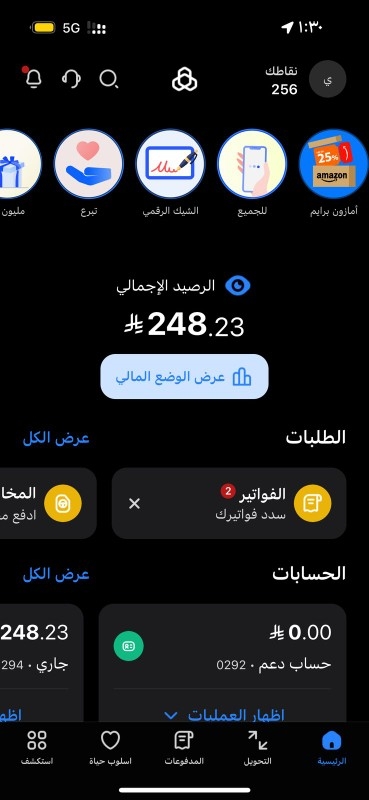 ١:٣٠
5G
نقاطك
256
ي
أمازون برايم
للجميع
الشيك الرقمي
تبرع
مليون
25%
amazon
الرصيد الإجمالي
248.23
عرض الوضع المالي
الطلبات
عرض الكل
الفواتير 2
سدد فواتيرك
المخا
ادفع مـ
الحسابات
عرض الكل
0.00
حساب دعم • 0292
اظهار العمليات
248.23
جاري • 294
اظه
الرئيسية
التحويل
المدفوعات
اسلوب حياة
استكشف